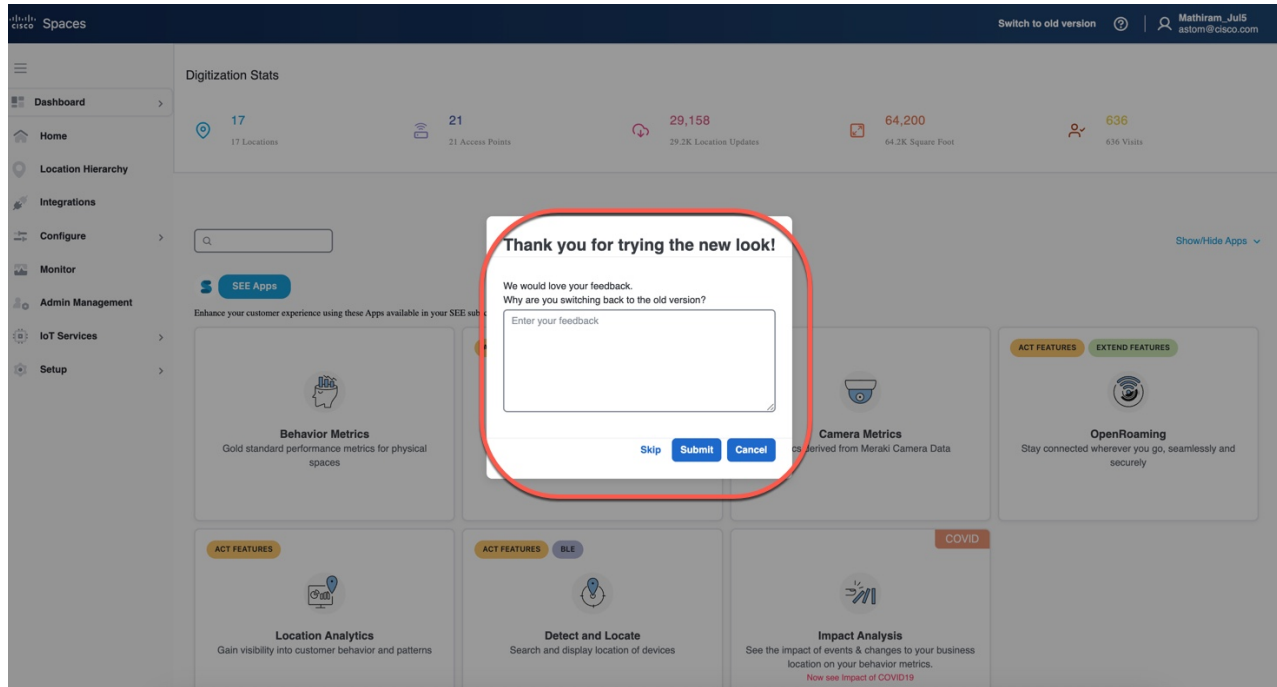 cisco Spaces
Switch to old version
Mathiram_Jul5
astom@cisco.com
Dashboard
Home
Location Hierarchy
Integrations
Configure
Monitor
Admin Management
IoT Services
Setup
Digitization Stats
17
17 Locations
21
21 Access Points
29,158
29.2K Location Updates
64,200
64.2K Square Foot
636
636 Visits
Show/Hide Apps
SEE Apps
Enhance your customer experience using these Apps available in your SEE
Thank you for trying the new look!
We would love your feedback.
Why are you switching back to the old version?
Enter your feedback
Skip
Submit
Cancel
Behavior Metrics
Gold standard performance metrics for physical
spaces
Camera Metrics
derived from Meraki Camera Data
ACT FEATURES
EXTEND FEATURES
OpenRoaming
Stay connected wherever you go, seamlessly and
securely
ACT FEATURES
Location Analytics
Gain visibility into customer behavior and patterns
ACT FEATURES
BLE
Detect and Locate
Search and display location of devices
COVID
Impact Analysis
See the impact of events & changes to your business
location on your behavior metrics.
Now see Impact of COVID19